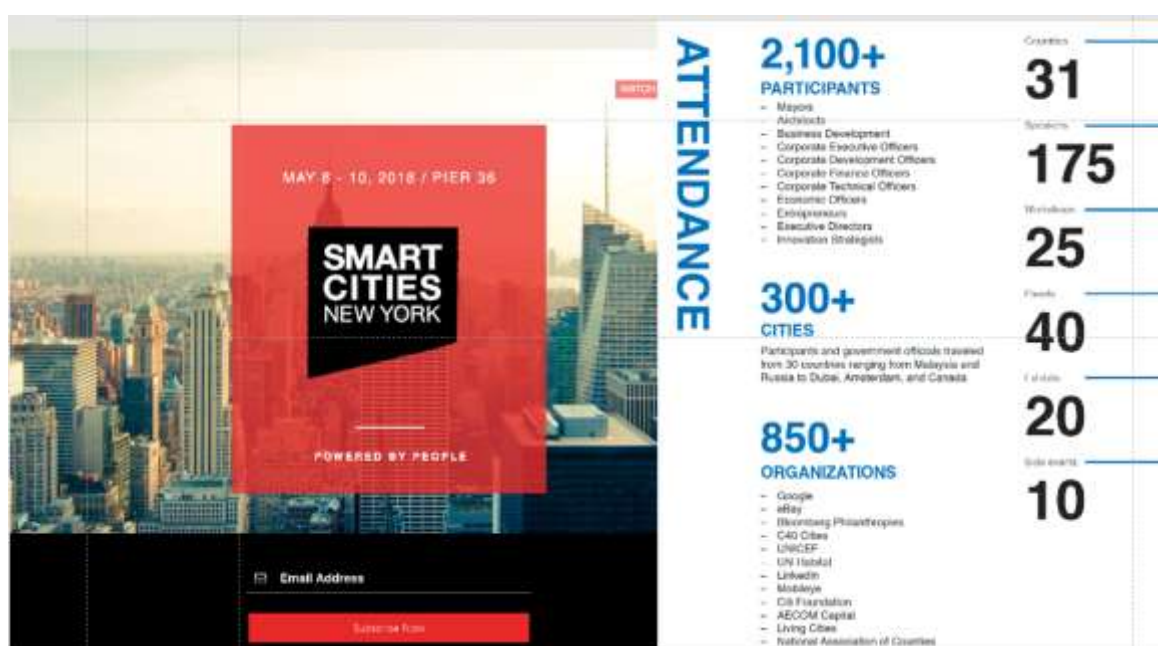 WATCH
MAY 8 - 10, 2018 / PIER 36
SMART
CITIES
NEW YORK
POWERED BY PEOPLE
Email Address
Subscribe Now
ATTENDANCE
2,100+
PARTICIPANTS
– Mayors
– Architects
– Business Development
– Corporate Executive Officers
– Corporate Development Officers
– Corporate Finance Officers
– Corporate Technical Officers
– Economic Officers
– Entrepreneurs
– Executive Directors
– Innovation Strategists
300+
CITIES
Participants and government officials traveled
from 30 countries ranging from Malaysia and
Russia to Dubai, Amsterdam, and Canada
850+
ORGANIZATIONS
– Google
– eBay
– Bloomberg Philanthropies
– C40 Cities
– UNICEF
– UN Habitat
– LinkedIn
– Mobileye
– Citi Foundation
– AECOM Capital
– Living Cities
– National Association of Counties
Countries
31
Speakers
175
Workshops
25
Panels
40
Exhibits
20
Side events
10